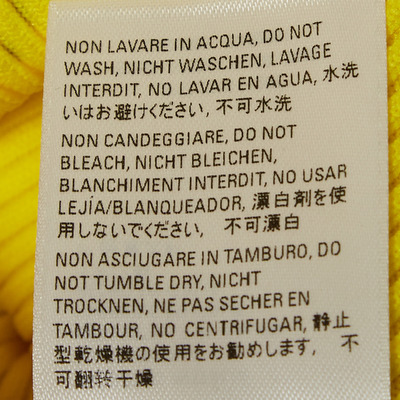 NON LAVARE IN ACQUA, DO NOT
WASH, NICHT WASCHEN, LAVAGE
INTERDIT, NO LAVAR EN AGUA, 水洗
いはお避けください, 不可水洗
NON CANDEGGIARE, DO NOT
BLEACH, NICHT BLEICHEN,
BLANCHIMENT INTERDIT, NO USAR
LEJÍA/BLANQUEADOR, 漂白剤を使
用しないでください, 不可漂白
NON ASCIUGARE IN TAMBURO, DO
NOT TUMBLE DRY, NICHT
TROCKNEN, NE PAS SECHER EN
TAMBOUR, NO CENTRIFUGAR, 静止
型乾燥機の使用をお勧めします, 不
可翻转干燥